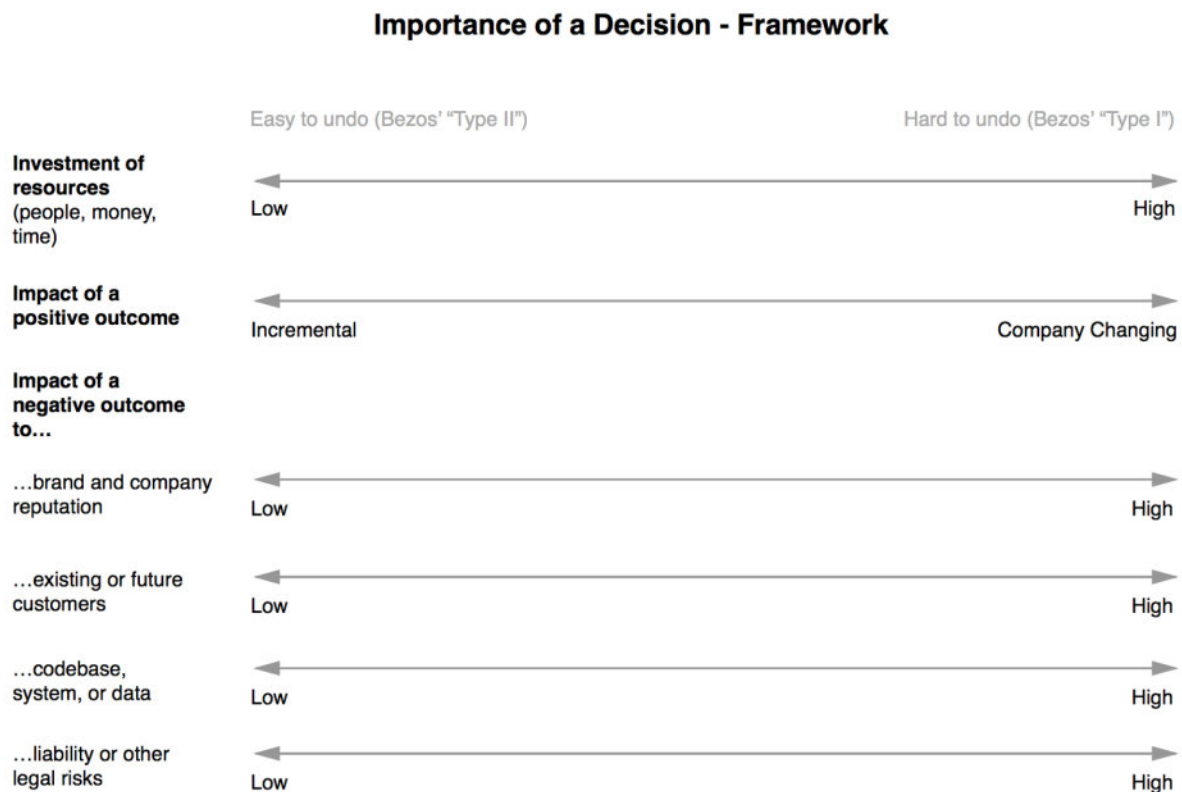 Importance of a Decision - Framework
Easy to undo (Bezos' “Type II”)
Hard to undo (Bezos' “Type I”)
Investment of
resources
(people, money,
time)
Low
High
Impact of a
positive outcome
Incremental
Company Changing
Impact of a
negative outcome
to…
…brand and company
reputation
Low
High
…existing or future
customers
Low
High
…codebase,
system, or data
Low
High
…liability or other
legal risks
Low
High